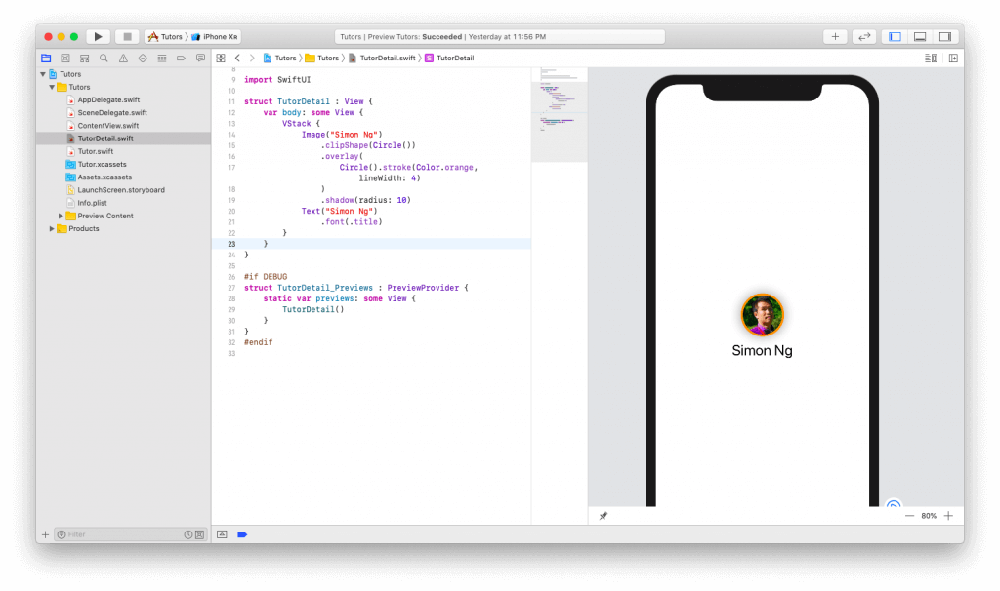 Tutors iPhone XR
Tutors | Preview Tutors: Succeeded | Yesterday at 11:56 PM
Tutors Tutors TutorDetail.swift S TutorDetail
Tutors
Tutors
AppDelegate.swift
SceneDelegate.swift
ContentView.swift
TutorDetail.swift
Tutor.swift
Tutor.xcassets
Assets.xcassets
LaunchScreen.storyboard
Info.plist
Preview Content
Products
Filter
8
9 import SwiftUI
10
11 struct TutorDetail : View {
12 var body: some View {
13 VStack {
14 Image("Simon Ng")
15 .clipShape(Circle())
16 .overlay(
17 Circle().stroke(Color.orange,
lineWidth: 4)
18 )
19 .shadow(radius: 10)
20 Text("Simon Ng")
21 .font(.title)
22 }
23 }
24 }
25
26 #if DEBUG
27 struct TutorDetail_Previews : PreviewProvider {
28 static var previews: some View {
29 TutorDetail()
30 }
31 }
32 #endif
33
Simon Ng
80%